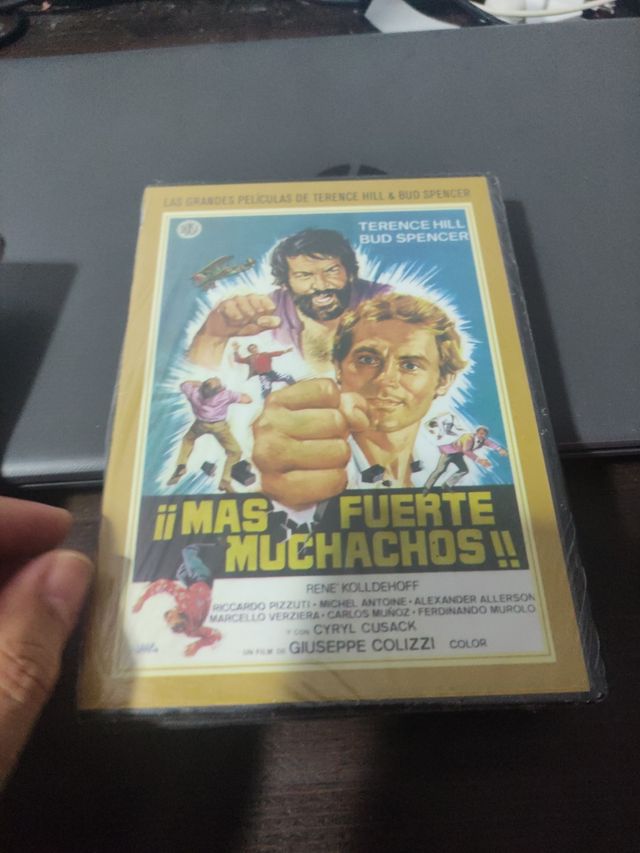 LAS GRANDES PELÍCULAS DE TERENCE HILL & BUD SPENCER
TERENCE HILL
BUD SPENCER
¡¡MAS FUERTE
MUCHACHOS!!
RENE' KOLLDEHOFF
RICCARDO PIZZUTI • MICHEL ANTOINE • ALEXANDER ALLERSON
MARCELLO VERZIERA • CARLOS MUÑOZ • FERDINANDO MUROLO
Y CON CYRYL CUSACK
UN FILM DE GIUSEPPE COLIZZI COLOR